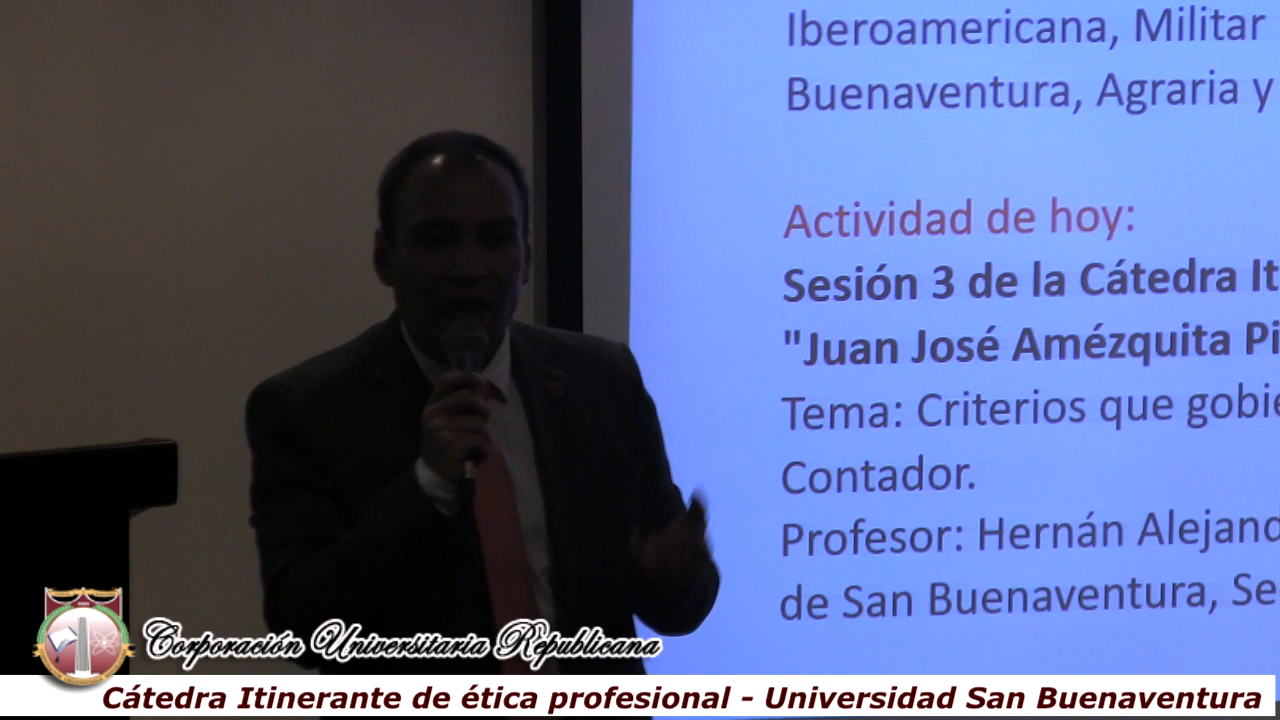 Iberoamericana, Militar
Buenaventura, Agraria y
Actividad de hoy:
Sesión 3 de la Cátedra It
"Juan José Amézquita Pi
Tema: Criterios que gobie
Contador.
Profesor: Hernán Alejand
de San Buenaventura, Se
Corporación Universitaria Republicana
Cátedra Itinerante de ética profesional - Universidad San Buenaventura